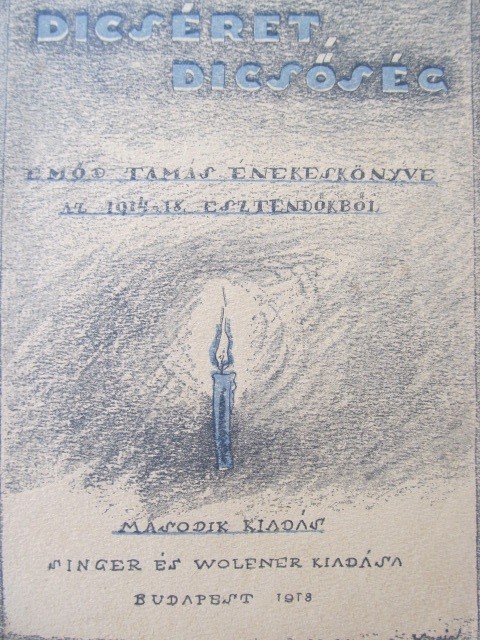 DICSÉRET,
DICSŐSÉG
EMŐD TAMÁS ÉNEKESKÖNYVE
AZ 1914-18. ESZTENDŐKBŐL
MÁSODIK KIADÁS
SINGER ÉS WOLFNER KIADÁSA
BUDAPEST 1918